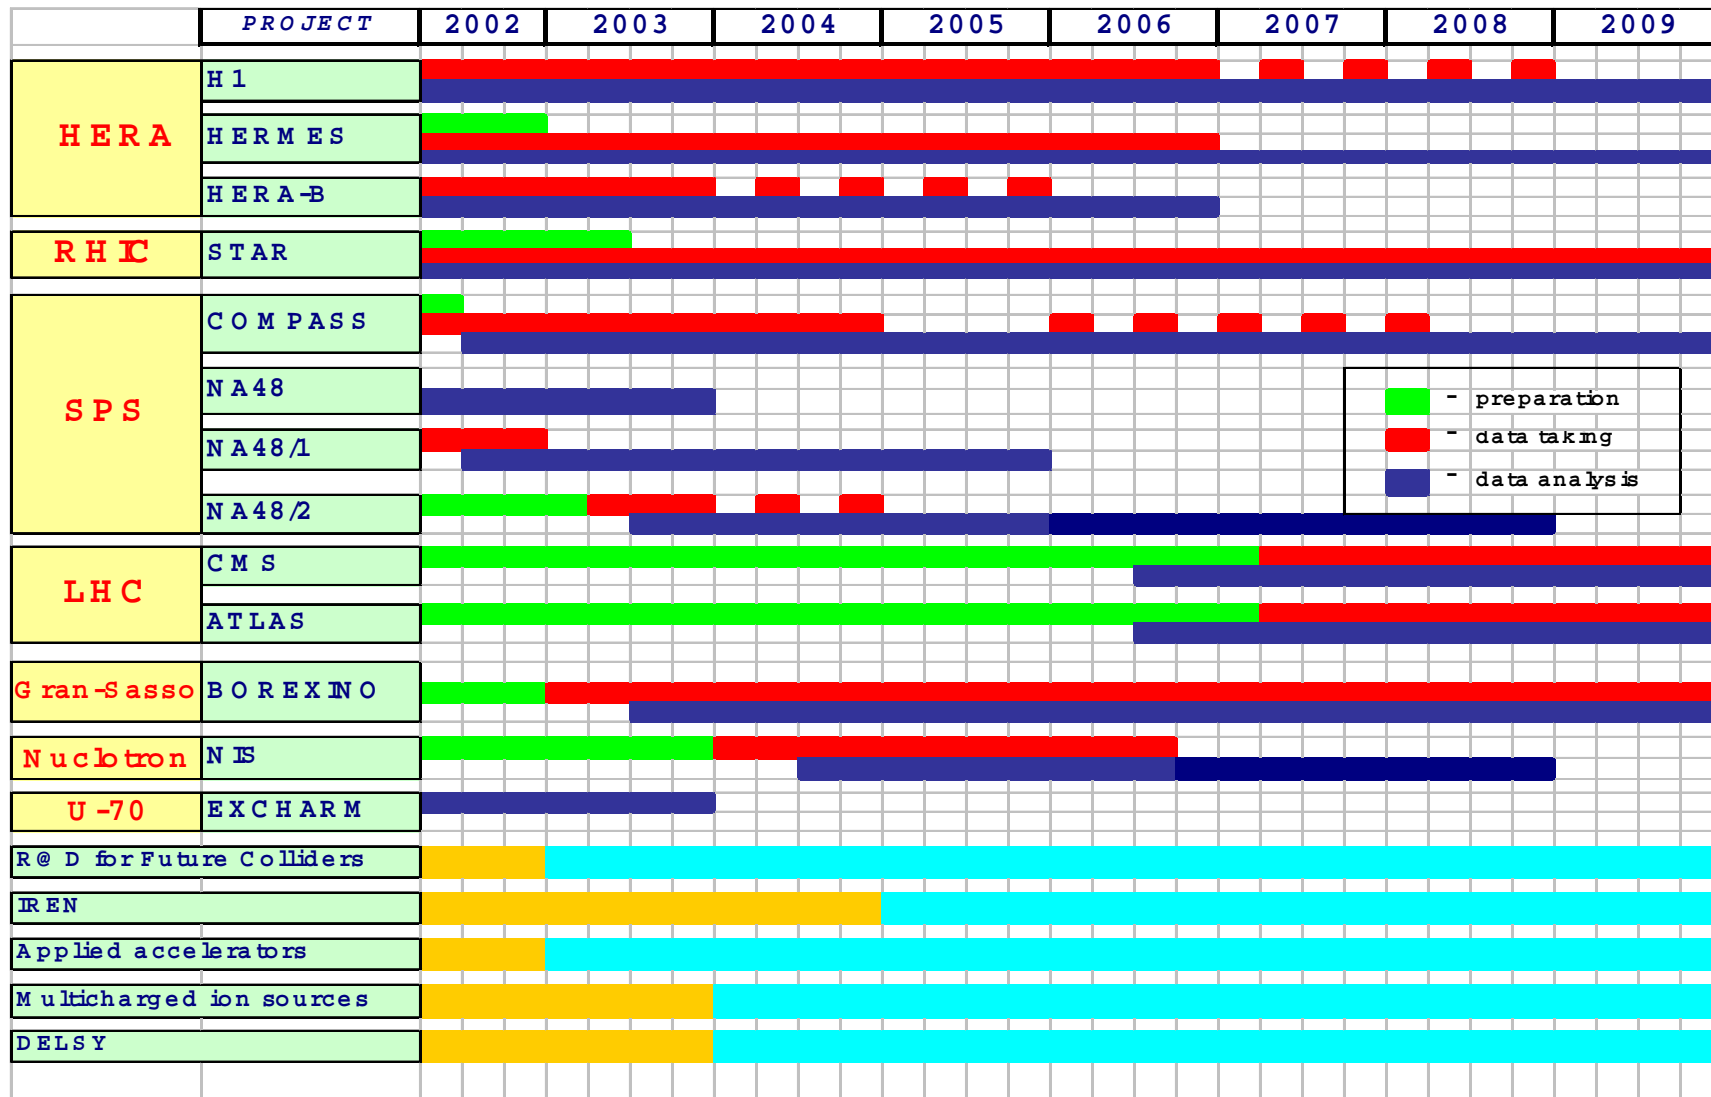 PROJECT 2002 2003 2004 2005 2006 2007 2008 2009
HERA
H1
HERMES
HERA-B
RHIC
STAR
SPS
COMPASS
NA48
NA48/1
NA48/2
- preparation
- data taking
- data analysis
LHC
CMS
ATLAS
Gran-Sasso
BOREXINO
Nuclotron
NIS
U-70
EXCHARM
R@D for Future Colliders
IREN
Applied accelerators
Multicharged ion sources
DELSY